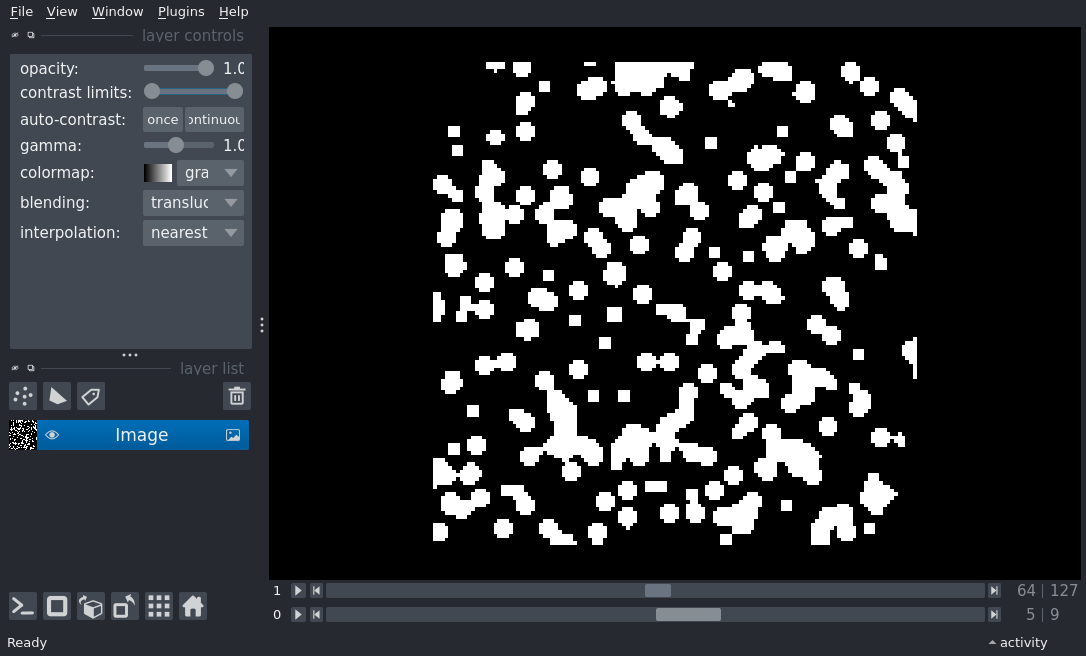 File View Window Plugins Help
layer controls
opacity: 1.0
contrast limits:
auto-contrast: once ontinuou
gamma: 1.0
colormap: gra
blending: transluc
interpolation: nearest
layer list
Image
1 64 127
0 5 9
Ready activity